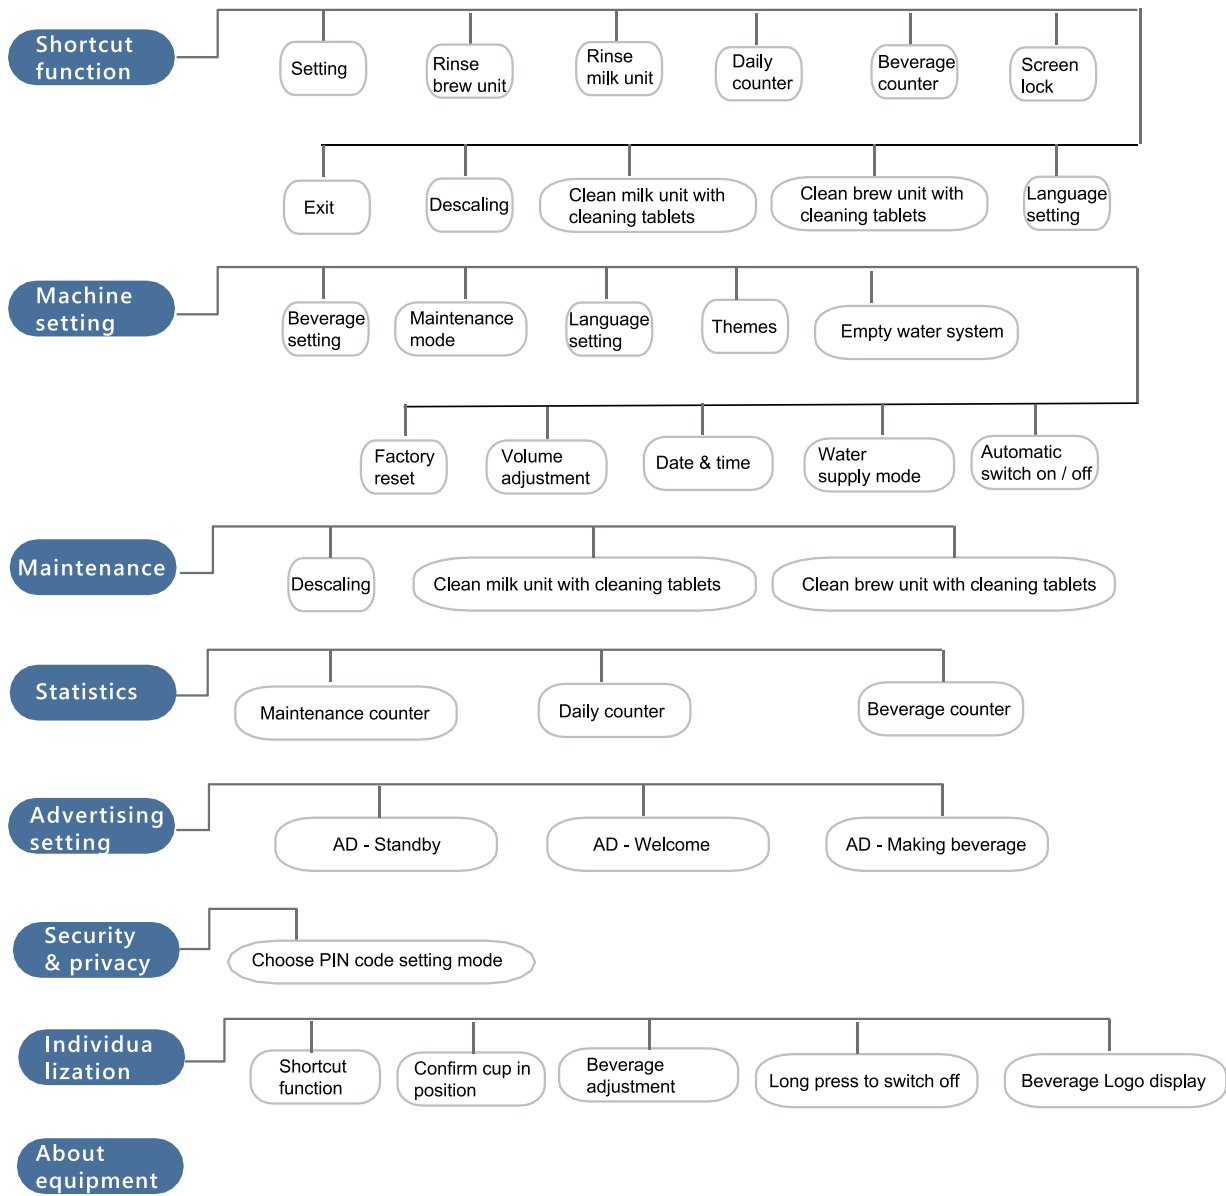 Shortcut
function
Setting
Rinse
brew unit
Rinse
milk unit
Daily
counter
Beverage
counter
Screen
lock
Exit
Descaling
Clean milk unit with
cleaning tablets
Clean brew unit with
cleaning tablets
Language
setting
Machine
setting
Beverage
setting
Maintenance
mode
Language
setting
Themes
Empty water system
Factory
reset
Volume
adjustment
Date & time
Water
supply mode
Automatic
switch on / off
Maintenance
Descaling
Clean milk unit with cleaning tablets
Clean brew unit with cleaning tablets
Statistics
Maintenance counter
Daily counter
Beverage counter
Advertising
setting
AD - Standby
AD - Welcome
AD - Making beverage
Security
& privacy
Choose PIN code setting mode
Individua
lization
Shortcut
function
Confirm cup in
position
Beverage
adjustment
Long press to switch off
Beverage Logo display
About
equipment